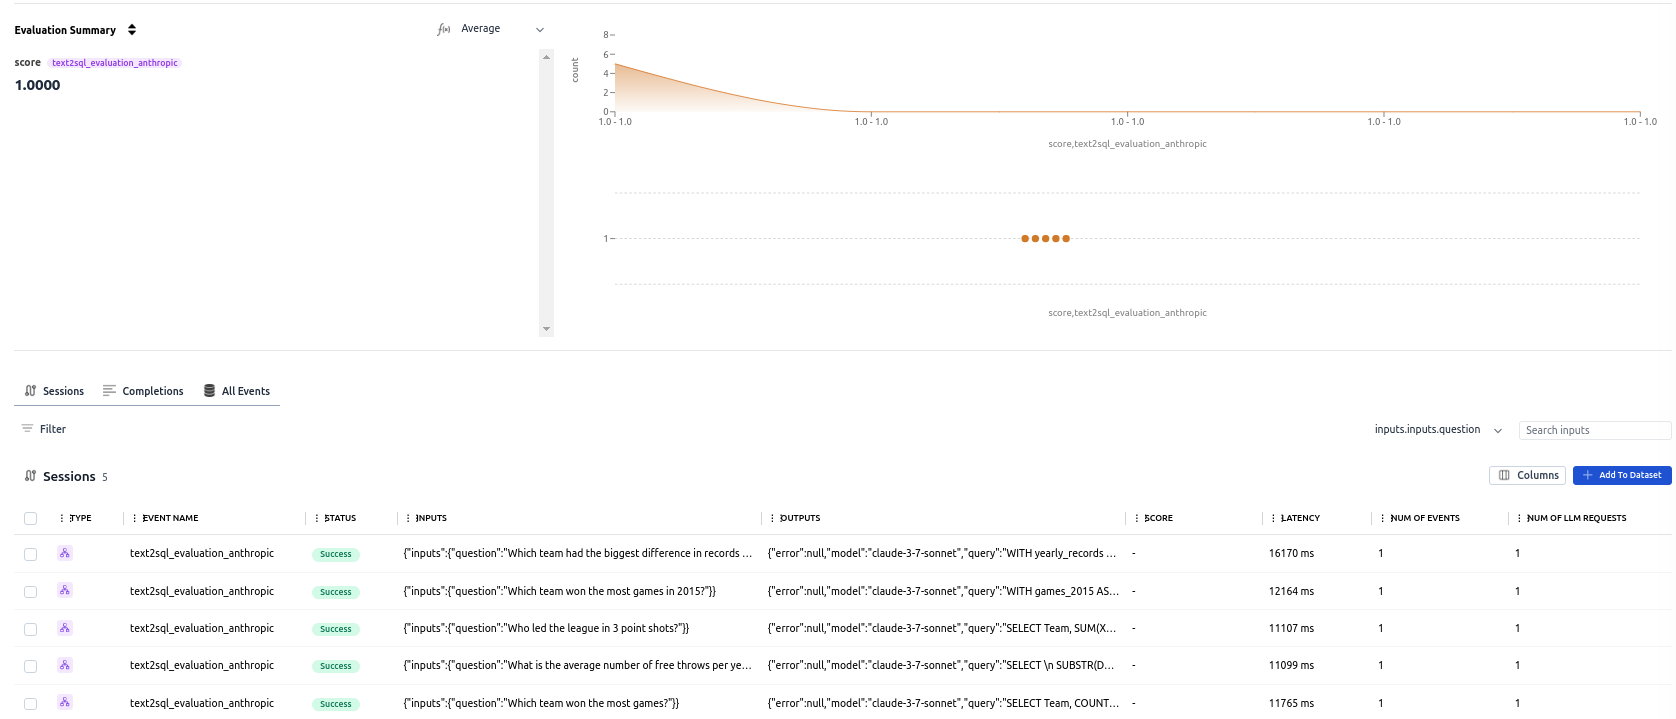 Evaluation Summary
f(x) Average
score text2sql_evaluation_anthropic
1.0000
count
8
6
4
2
0
1.0 - 1.0 1.0 - 1.0 1.0 - 1.0 1.0 - 1.0 1.0 - 1.0
score,text2sql_evaluation_anthropic
1
score,text2sql_evaluation_anthropic
Sessions Completions All Events
Filter inputs.inputs.question Search inputs
Sessions 5 Columns + Add To Dataset
TYPE EVENT NAME STATUS INPUTS OUTPUTS SCORE LATENCY NUM OF EVENTS NUM OF LLM REQUESTS
text2sql_evaluation_anthropic Success {"inputs":{"question":"Which team had the biggest difference in records ... {"error":null,"model":"claude-3-7-sonnet","query":"WITH yearly_records ... - 16170 ms 1 1
text2sql_evaluation_anthropic Success {"inputs":{"question":"Which team won the most games in 2015?"}} {"error":null,"model":"claude-3-7-sonnet","query":"WITH games_2015 AS... - 12164 ms 1 1
text2sql_evaluation_anthropic Success {"inputs":{"question":"Who led the league in 3 point shots?"}} {"error":null,"model":"claude-3-7-sonnet","query":"SELECT Team, SUM(X... - 11107 ms 1 1
text2sql_evaluation_anthropic Success {"inputs":{"question":"What is the average number of free throws per ye... {"error":null,"model":"claude-3-7-sonnet","query":"SELECT \n SUBSTR(D... - 11099 ms 1 1
text2sql_evaluation_anthropic Success {"inputs":{"question":"Which team won the most games?"}} {"error":null,"model":"claude-3-7-sonnet","query":"SELECT Team, COUNT... - 11765 ms 1 1